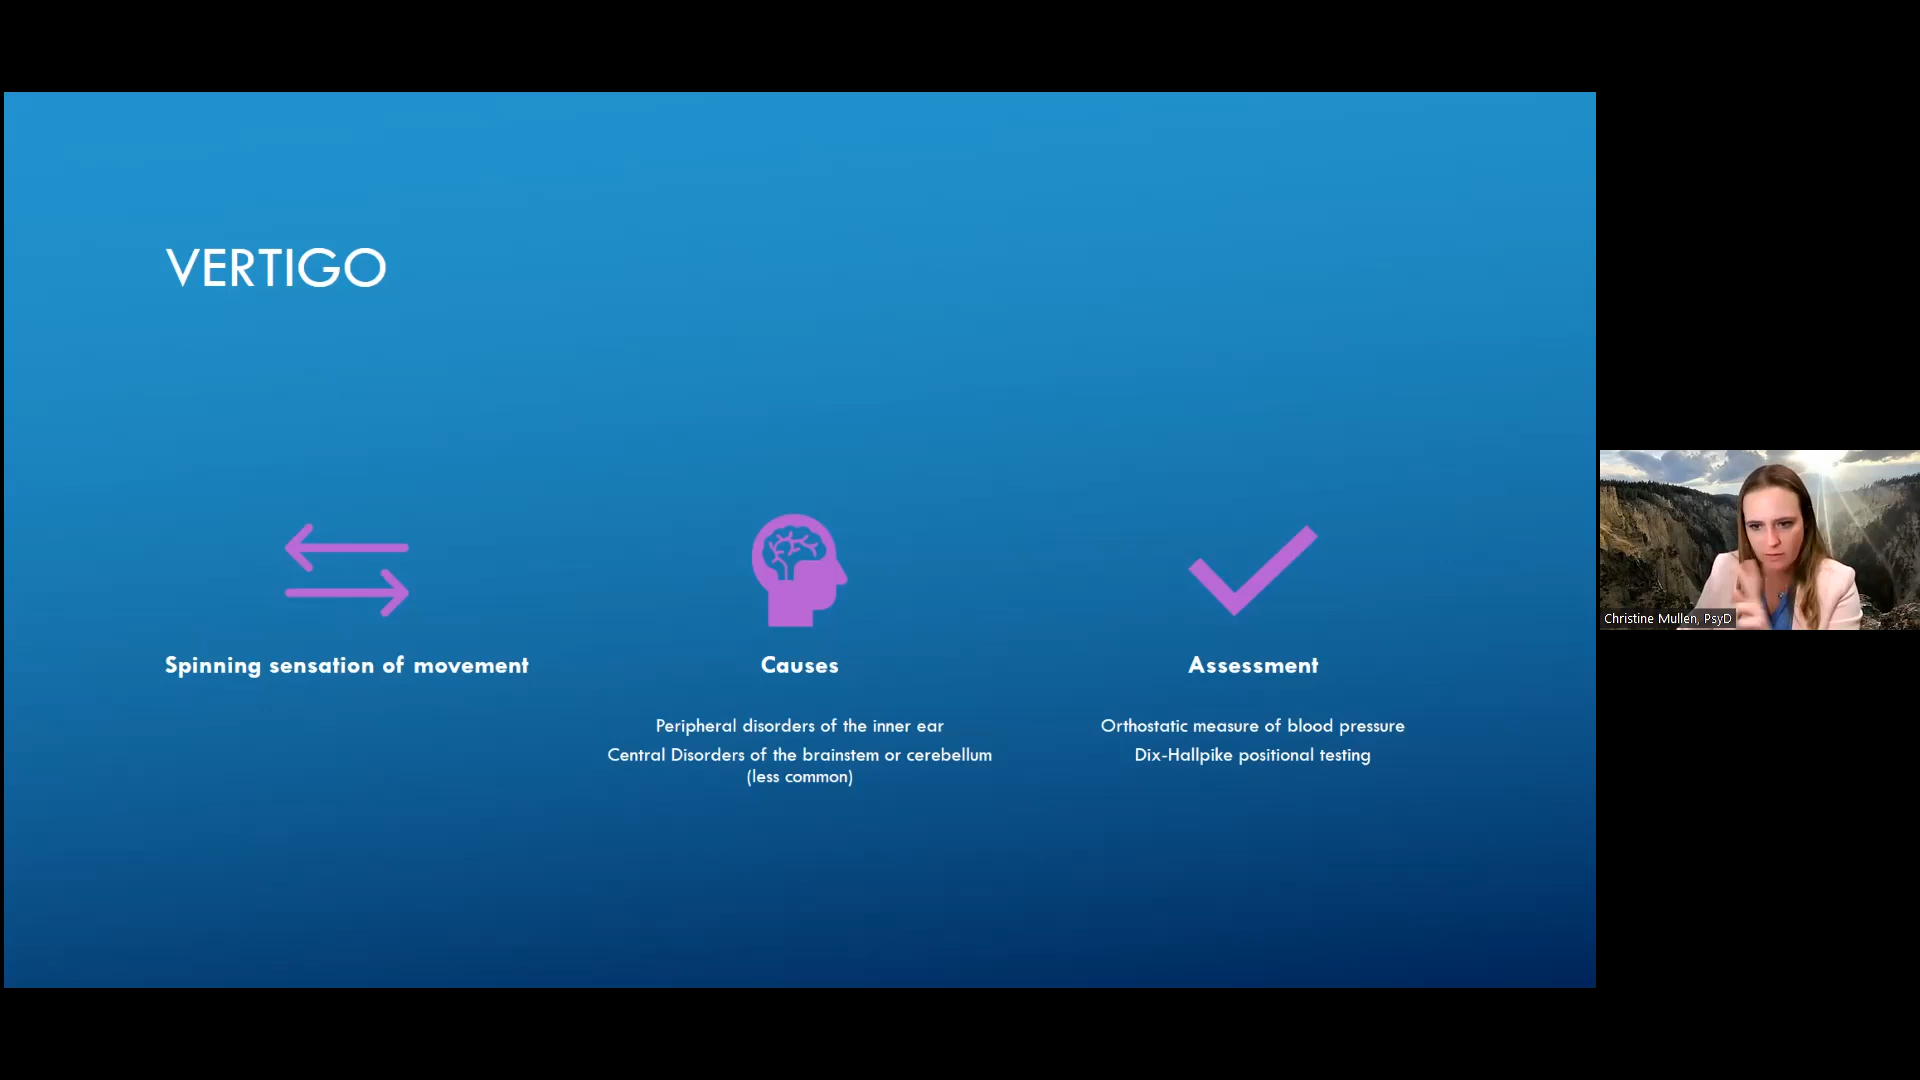 VERTIGO
Spinning sensation of movement
Causes
Peripheral disorders of the inner ear
Central Disorders of the brainstem or cerebellum
(less common)
Assessment
Orthostatic measure of blood pressure
Dix-Hallpike positional testing
Christine Mullen, PsyD